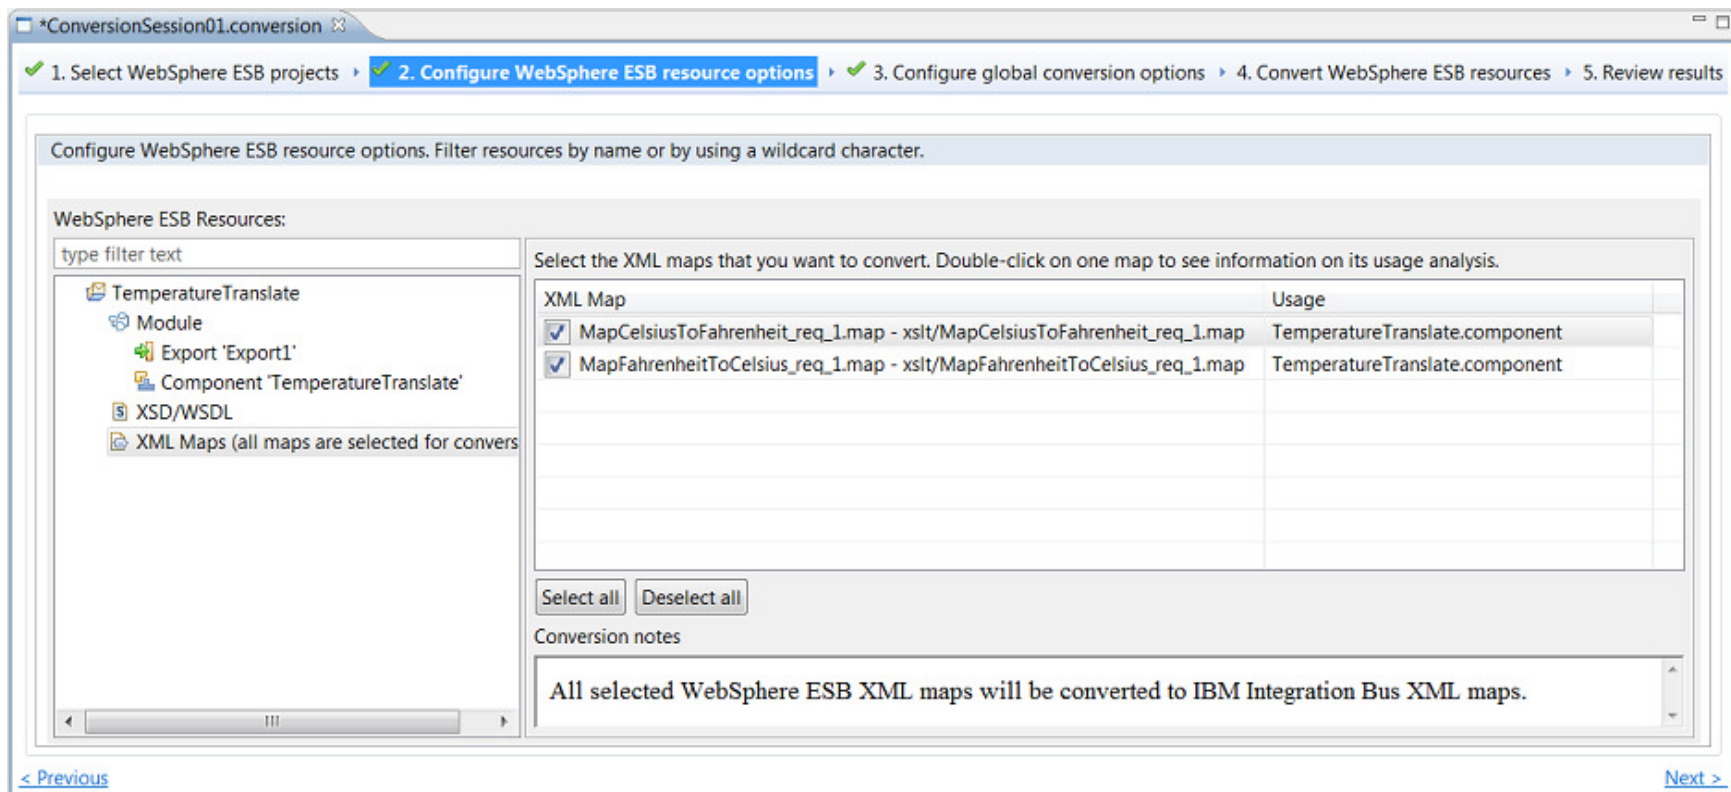 *ConversionSession01.conversion
1. Select WebSphere ESB projects 2. Configure WebSphere ESB resource options 3. Configure global conversion options 4. Convert WebSphere ESB resources 5. Review results
Configure WebSphere ESB resource options. Filter resources by name or by using a wildcard character.
WebSphere ESB Resources:
type filter text
TemperatureTranslate
Module
Export 'Export1'
Component 'TemperatureTranslate'
XSD/WSDL
XML Maps (all maps are selected for convers
Select the XML maps that you want to convert. Double-click on one map to see information on its usage analysis.
XML Map Usage
MapCelsiusToFahrenheit_req_1.map - xslt/MapCelsiusToFahrenheit_req_1.map TemperatureTranslate.component
MapFahrenheitToCelsius_req_1.map - xslt/MapFahrenheitToCelsius_req_1.map TemperatureTranslate.component
Select all Deselect all
Conversion notes
All selected WebSphere ESB XML maps will be converted to IBM Integration Bus XML maps.
< Previous Next >